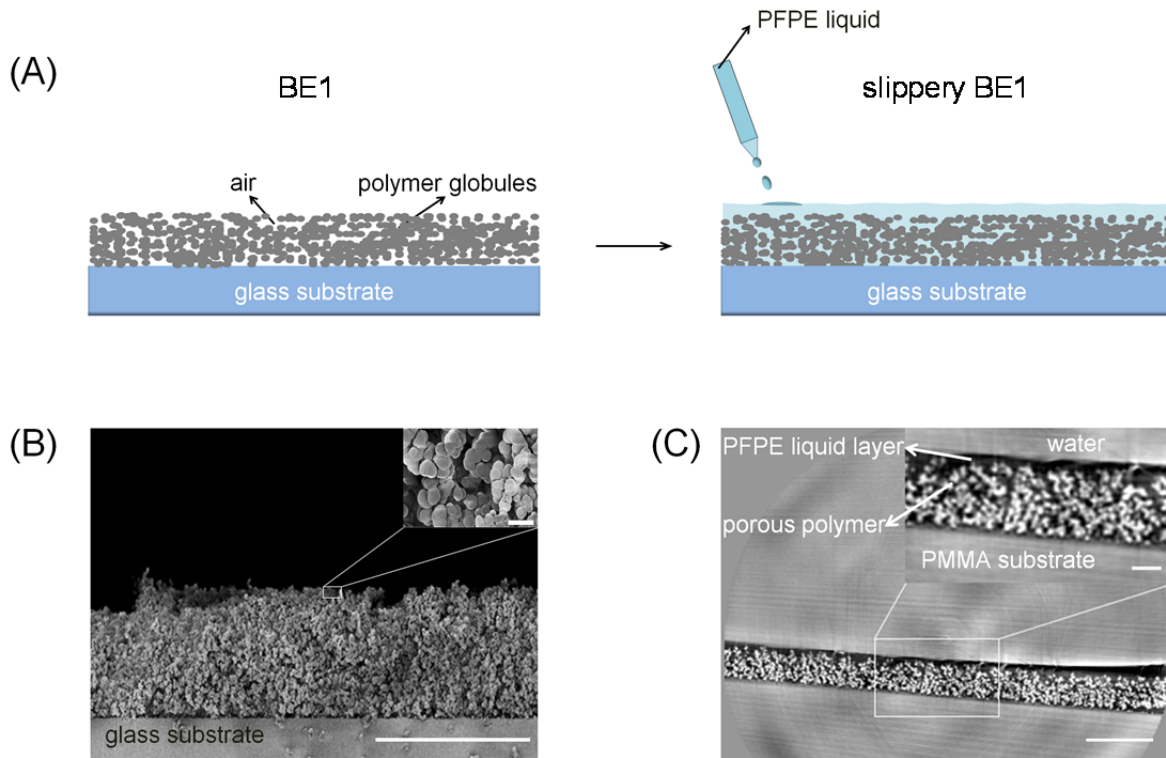 PFPE liquid
(A)
BE1
slippery BE1
air
polymer globules
glass substrate
glass substrate
(B)
(C)
PFPE liquid layer
water
porous polymer
PMMA substrate
glass substrate